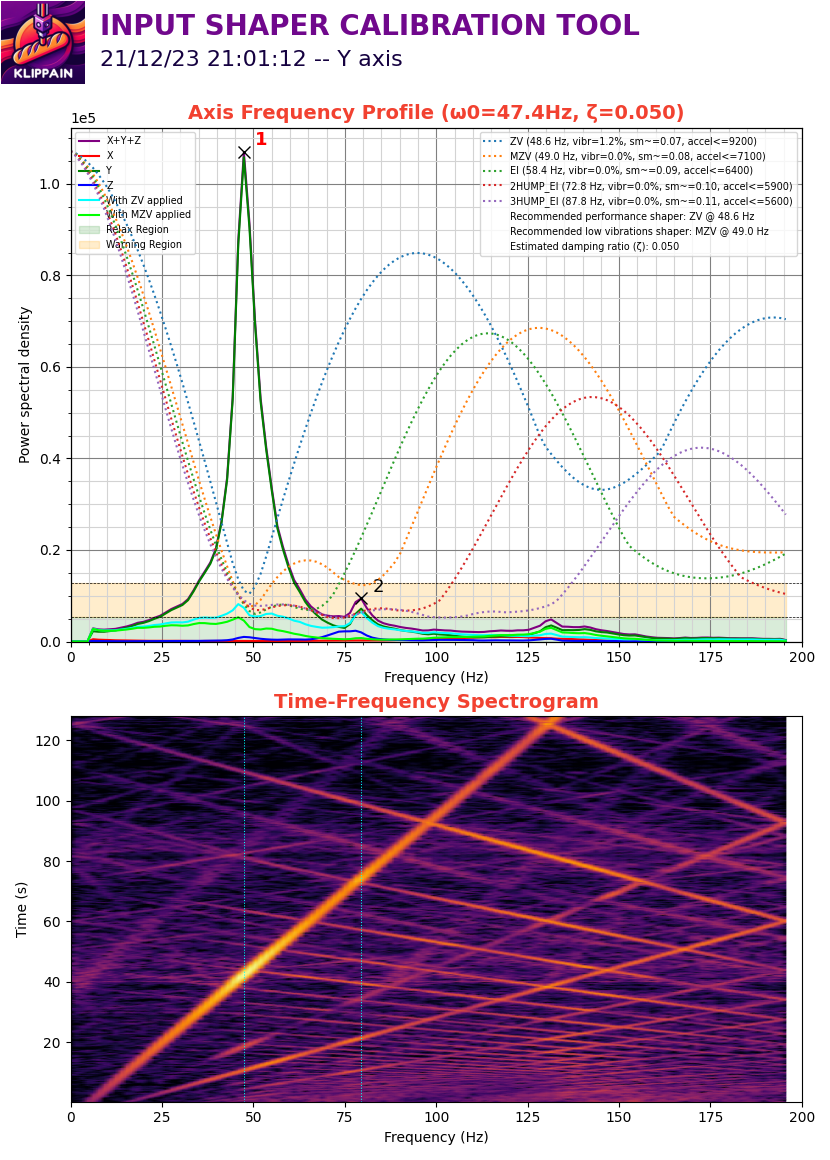 INPUT SHAPER CALIBRATION TOOL
21/12/23 21:01:12 -- Y axis
KLIPPAIN
Axis Frequency Profile (ω0=47.4Hz, ζ=0.050)
1e5
X+Y+Z
X
Y
Z
With ZV applied
With MZV applied
Relax Region
Warning Region
1
2
ZV (48.6 Hz, vibr=1.2%, sm~=0.07, accel<=9200)
MZV (49.0 Hz, vibr=0.0%, sm~=0.08, accel<=7100)
EI (58.4 Hz, vibr=0.0%, sm~=0.09, accel<=6400)
2HUMP_EI (72.8 Hz, vibr=0.0%, sm~=0.10, accel<=5900)
3HUMP_EI (87.8 Hz, vibr=0.0%, sm~=0.11, accel<=5600)
Recommended performance shaper: ZV @ 48.6 Hz
Recommended low vibrations shaper: MZV @ 49.0 Hz
Estimated damping ratio (ζ): 0.050
Power spectral density
1.0
0.8
0.6
0.4
0.2
0.0
0 25 50 75 100 125 150 175 200
Frequency (Hz)
Time-Frequency Spectrogram
Time (s)
120
100
80
60
40
20
0 25 50 75 100 125 150 175 200
Frequency (Hz)